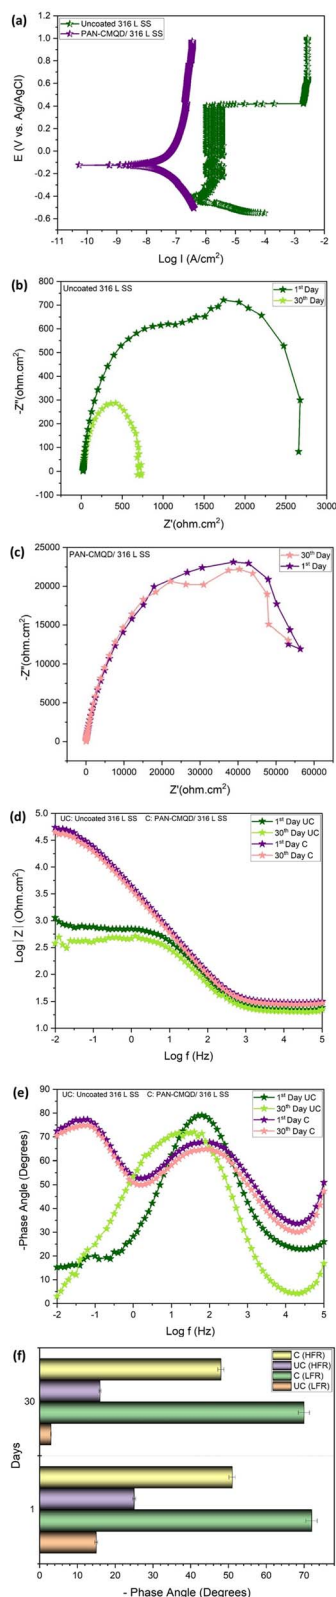 (a)
Uncoated 316 L SS
PAN-CMQD/ 316 L SS
E (V vs. Ag/AgCl)
1.2
1.0
0.8
0.6
0.4
0.2
0.0
-0.2
-0.4
-0.6
-11 -10 -9 -8 -7 -6 -5 -4 -3 -2
Log I (A/cm²)
(b)
Uncoated 316 L SS
1st Day
30th Day
-Z''(ohm.cm²)
800
700
600
500
400
300
200
100
0
-100
0 500 1000 1500 2000 2500 3000
Z'(ohm.cm²)
(c)
PAN-CMQD/ 316 L SS
30th Day
1st Day
-Z''(ohm.cm²)
25000
20000
15000
10000
5000
0
0 10000 20000 30000 40000 50000 60000
Z'(ohm.cm²)
(d)
UC: Uncoated 316 L SS C: PAN-CMQD/ 316 L SS
1st Day UC
30th Day UC
1st Day C
30th Day C
Log | Z | (Ohm.cm²)
5.0
4.5
4.0
3.5
3.0
2.5
2.0
1.5
1.0
-2 -1 0 1 2 3 4 5
Log f (Hz)
(e)
UC: Uncoated 316 L SS C: PAN-CMQD/ 316 L SS
1st Day UC
30th Day UC
1st Day C
30th Day C
-Phase Angle (Degrees)
90
80
70
60
50
40
30
20
10
0
-2 -1 0 1 2 3 4 5
Log f (Hz)
(f)
C (HFR)
UC (HFR)
C (LFR)
UC (LFR)
Days
30
1
0 10 20 30 40 50 60 70
- Phase Angle (Degrees)